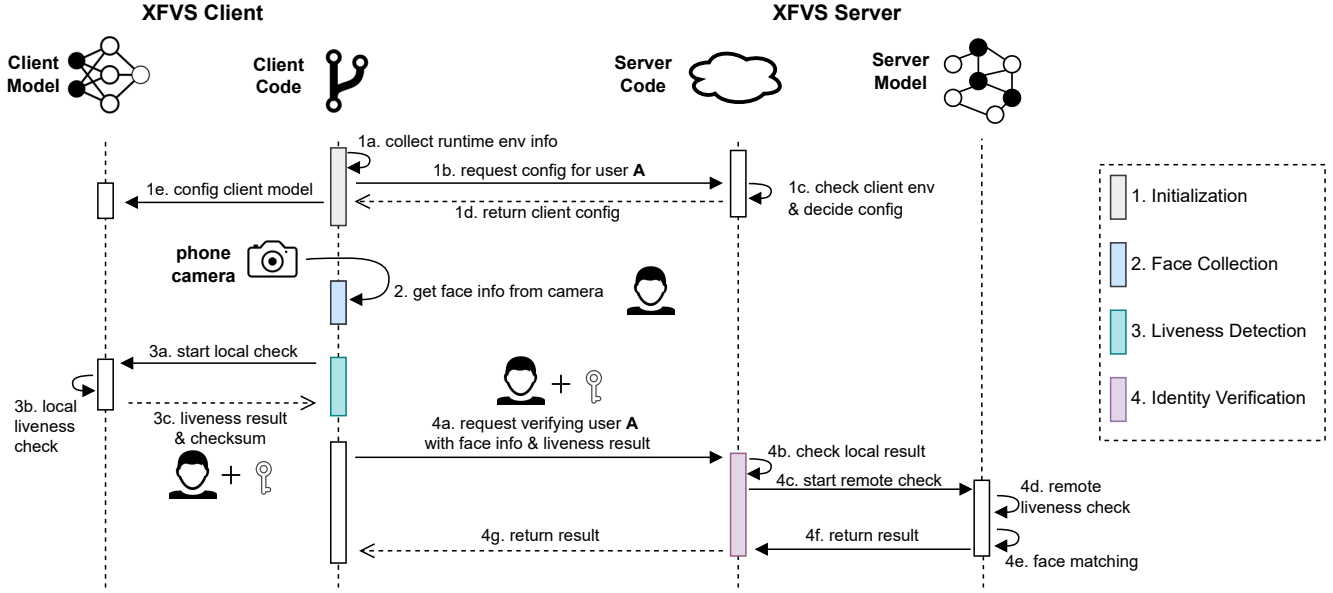 XFVS Client
XFVS Server
Client
Model
Client
Code
Server
Code
Server
Model
1a. collect runtime env info
1b. request config for user A
1c. check client env
& decide config
1d. return client config
1e. config client model
phone
camera
2. get face info from camera
3a. start local check
3b. local
liveness
check
3c. liveness result
& checksum
4a. request verifying user A
with face info & liveness result
4b. check local result
4c. start remote check
4d. remote
liveness check
4e. face matching
4f. return result
4g. return result
1. Initialization
2. Face Collection
3. Liveness Detection
4. Identity Verification